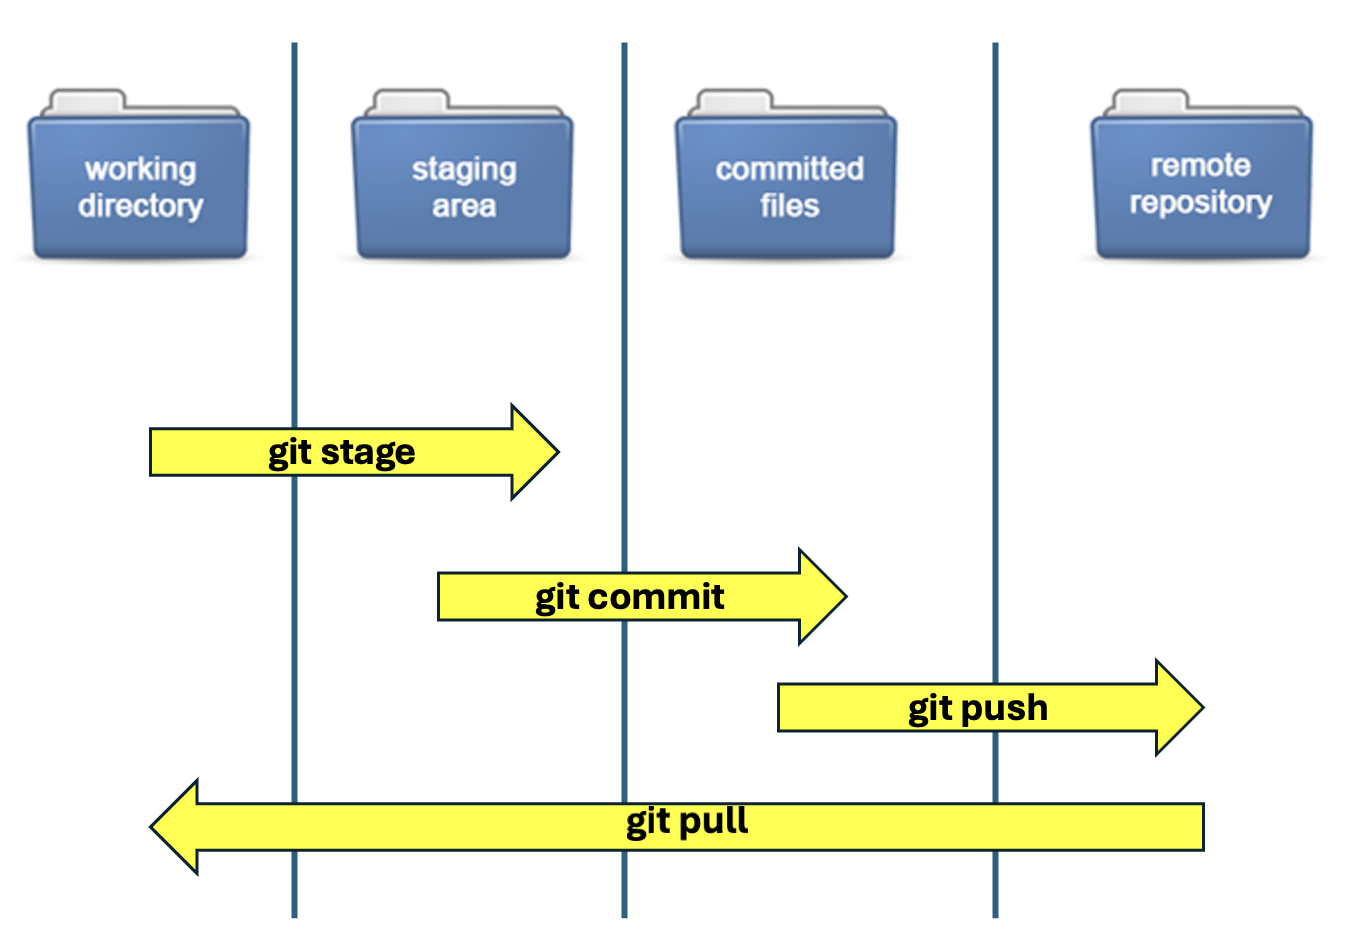 working
directory
staging
area
committed
files
remote
repository
git stage
git commit
git push
git pull